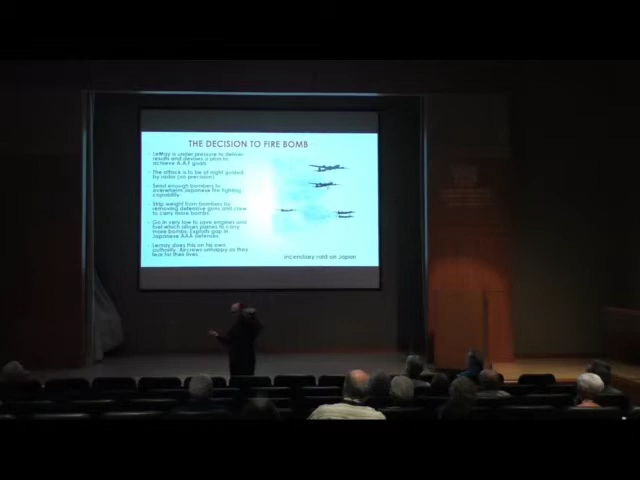 THE DECISION TO FIRE BOMB
LeMay is under pressure to deliver
results and devises a plan to
achieve A.A.F goals.
The attack is to be at night guided
by radar (no precision)
Send enough bombers to
overwhelm Japanese fire fighting
capability.
Strip weight from bombers by
removing defensive guns and crew
to carry more bombs.
Go in very low to save engines and
fuel which allows planes to carry
more bombs. Exploits gap in
Japanese AAA defenses.
Lemay does this on his own
authority. Aircrews unhappy as they
fear for their lives.
Incendiary raid on Japan